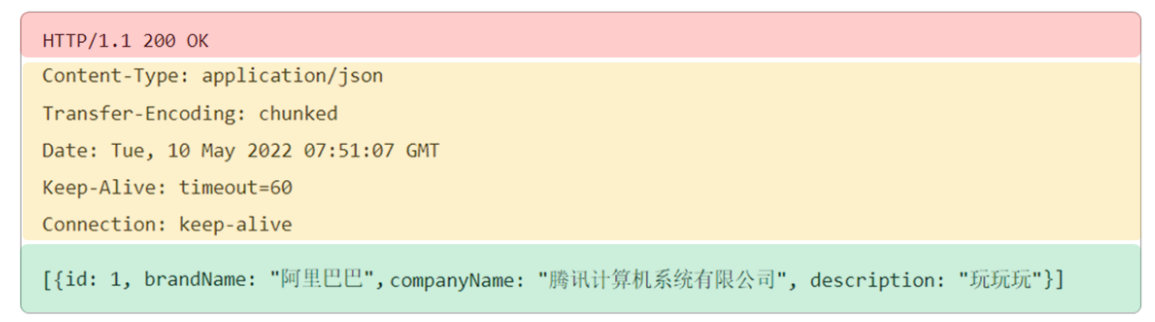 HTTP/1.1 200 OK
Content-Type: application/json
Transfer-Encoding: chunked
Date: Tue, 10 May 2022 07:51:07 GMT
Keep-Alive: timeout=60
Connection: keep-alive
[{id: 1, brandName: "阿里巴巴",companyName: "腾讯计算机系统有限公司", description: "玩玩玩"}]